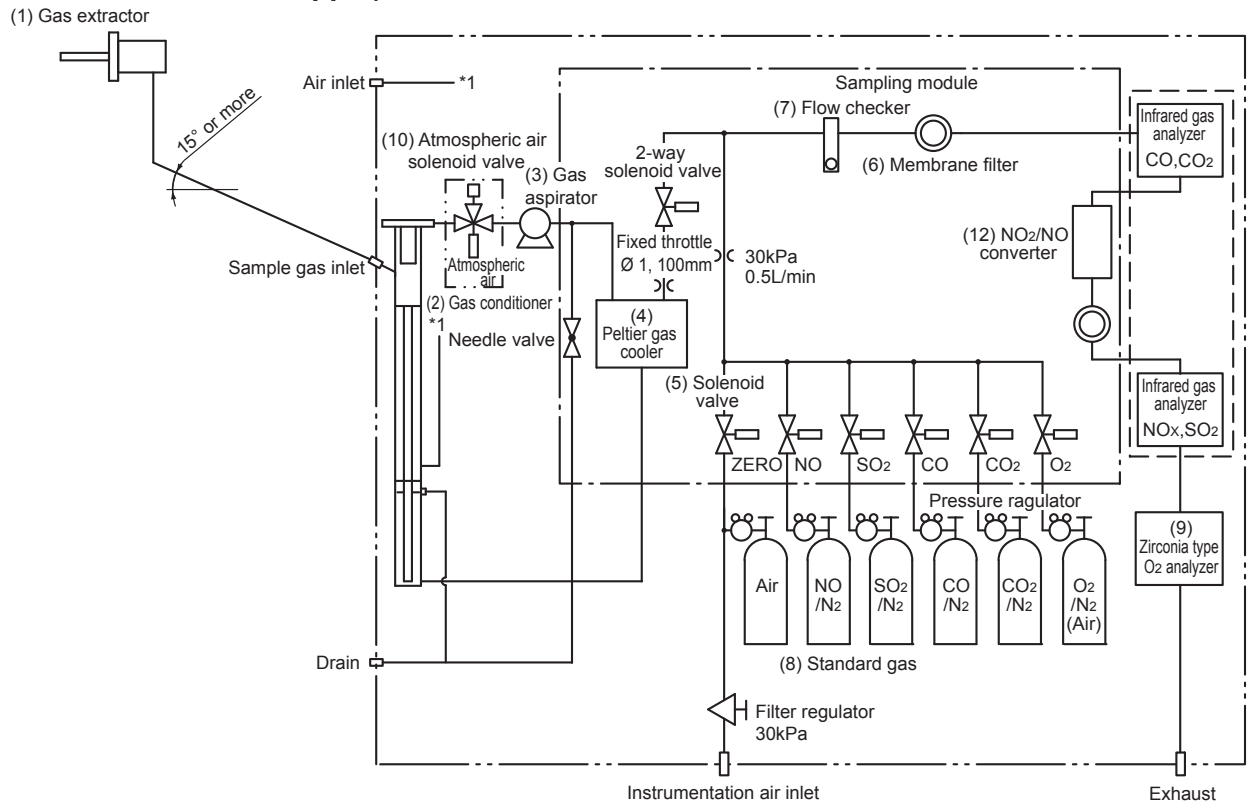 (1) Gas extractor
15° or more
Air inlet
*1
Sampling module
(7) Flow checker
(6) Membrane filter
Infrared gas
analyzer
CO,CO2
(10) Atmospheric air
solenoid valve
(3) Gas
aspirator
2-way
solenoid valve
(12) NO2/NO
converter
Sample gas inlet
Atmospheric
air
Fixed throttle
Ø 1, 100mm
30kPa
0.5L/min
(2) Gas conditioner
*1
Needle valve
(4)
Peltier gas
cooler
(5) Solenoid
valve
Infrared gas
analyzer
NOX,SO2
ZERO
NO
SO2
CO
CO2
O2
Pressure ragulator
(9)
Zirconia type
O2 analyzer
Air
NO
/N2
SO2
/N2
CO
/N2
CO2
/N2
O2
/N2
(Air)
Drain
(8) Standard gas
Filter regulator
30kPa
Instrumentation air inlet
Exhaust